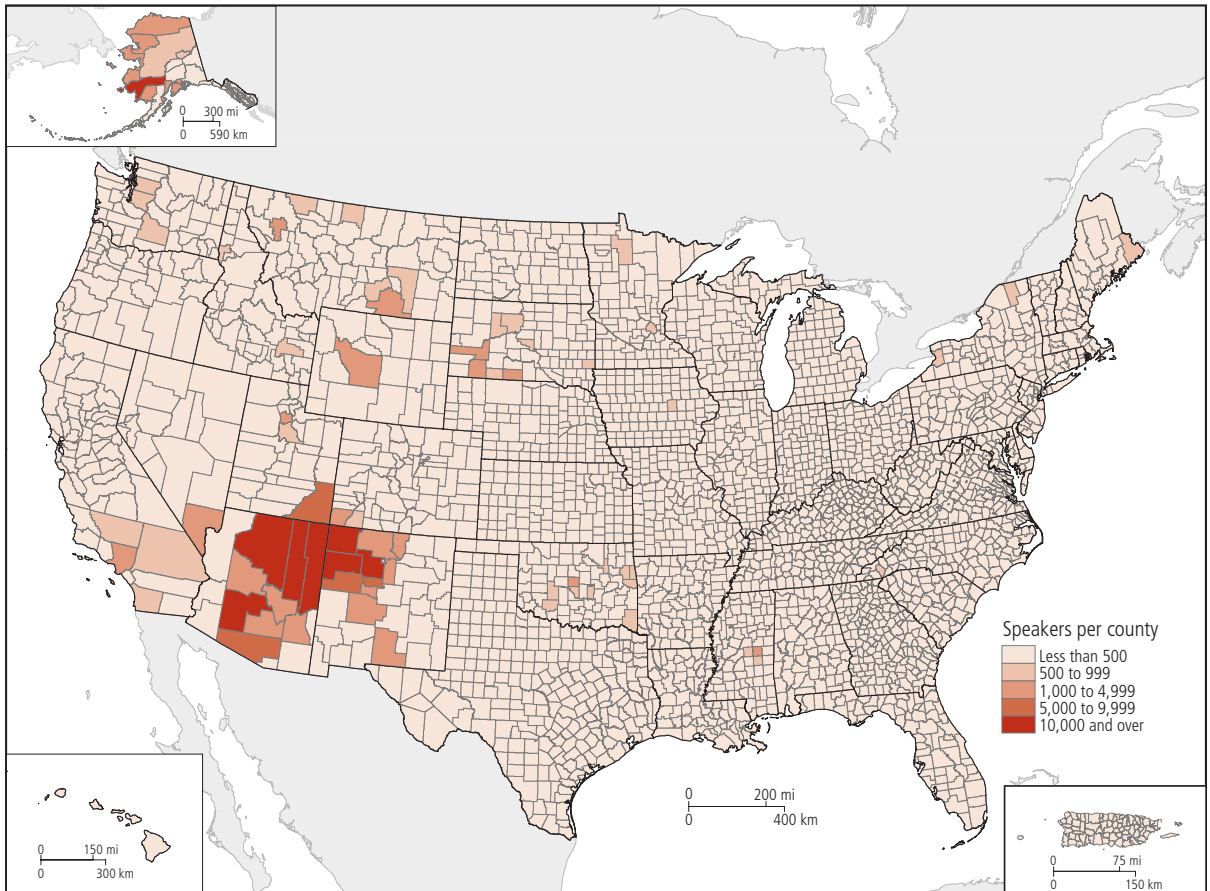 0 300 mi
0 590 km
Speakers per county
Less than 500
500 to 999
1,000 to 4,999
5,000 to 9,999
10,000 and over
0 200 mi
0 400 km
0 150 mi
0 300 km
0 75 mi
0 150 km